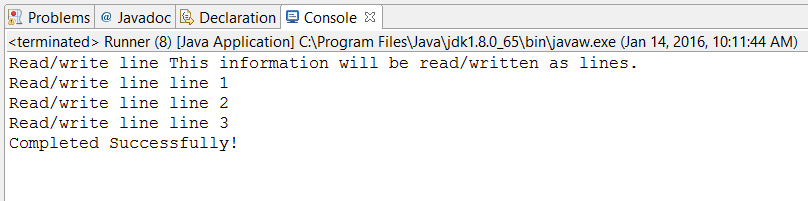 Problems @ Javadoc Declaration Console
<terminated> Runner (8) [Java Application] C:\Program Files\Java\jdk1.8.0_65\bin\javaw.exe (Jan 14, 2016, 10:11:44 AM)
Read/write line This information will be read/written as lines.
Read/write line line 1
Read/write line line 2
Read/write line line 3
Completed Successfully!